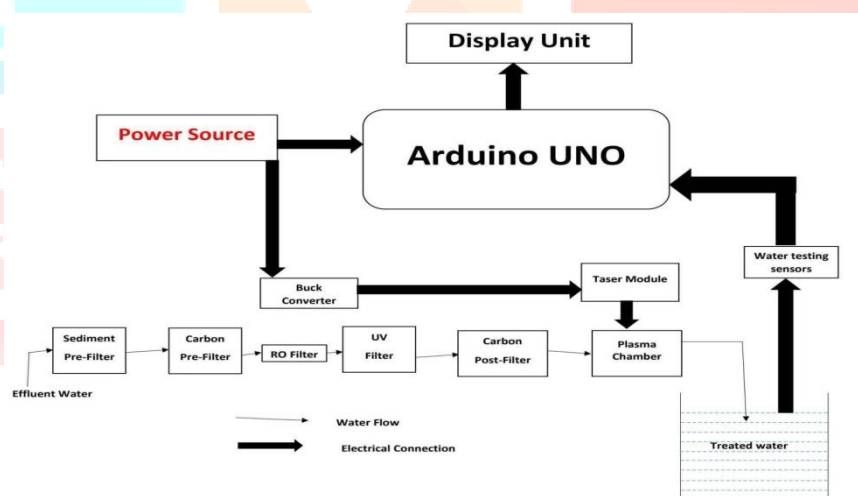 Display Unit
Power Source
Arduino UNO
Water testing
sensors
Buck
Converter
Taser Module
Sediment
Pre-Filter
Carbon
Pre-Filter
RO Filter
UV
Filter
Carbon
Post-Filter
Plasma
Chamber
Effluent Water
Water Flow
Electrical Connection
Treated water